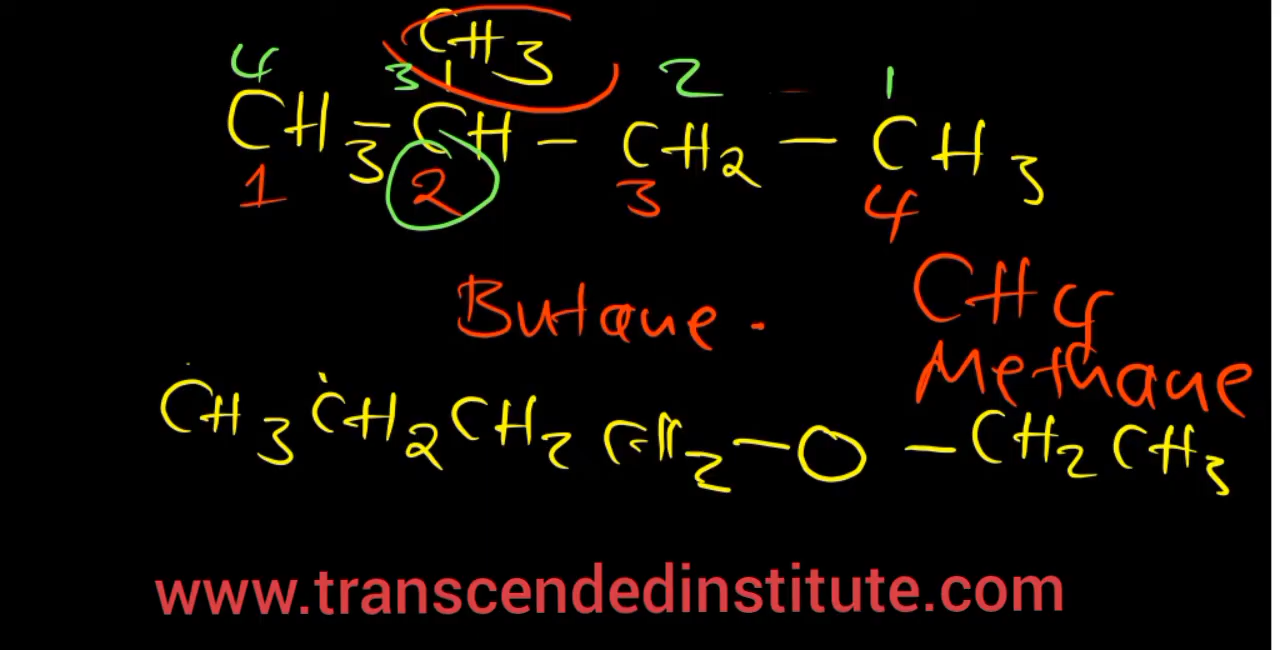 CH3
4 3 2 1
CH3 - CH - CH2 - CH3
1 2 3 4
Butane.
CH4
Methane
CH3CH2CH2CH2-O-CH2CH3
www.transcendedinstitute.com